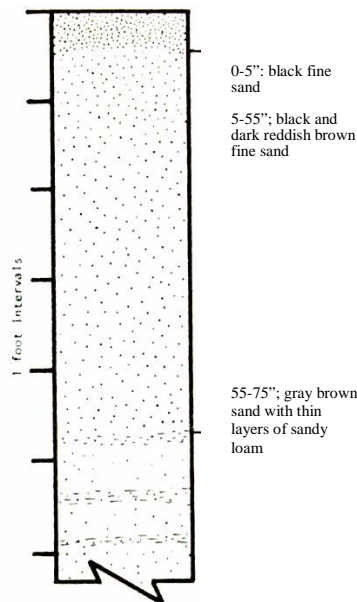 0-5”: black fine
sand
5-55”; black and
dark reddish brown
fine sand
1 foot intervals
55-75”; gray brown
sand with thin
layers of sandy
loam